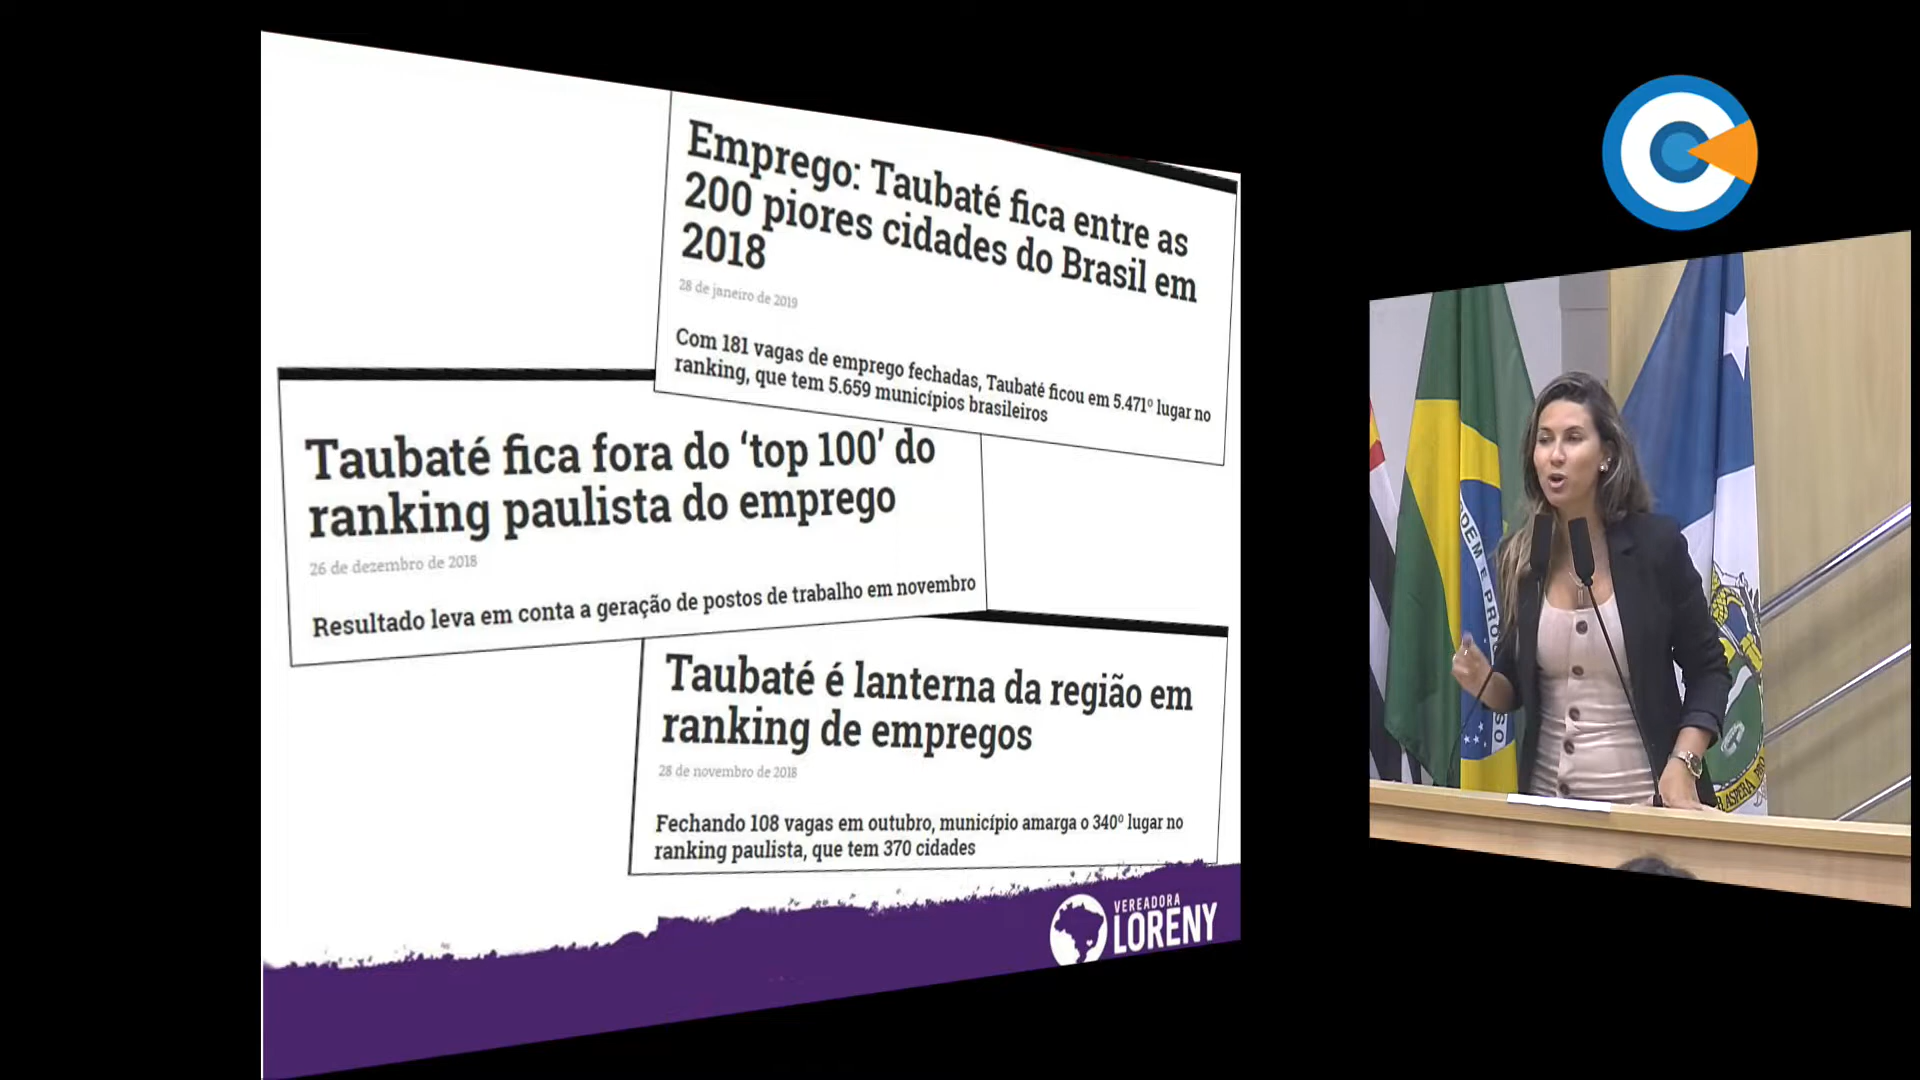 Emprego: Taubaté fica entre as
200 piores cidades do Brasil em
2018
28 de janeiro de 2019
Com 181 vagas de emprego fechadas, Taubaté ficou em 5.471º lugar no
ranking, que tem 5.659 municípios brasileiros
Taubaté fica fora do ‘top 100’ do
ranking paulista do emprego
26 de dezembro de 2018
Resultado leva em conta a geração de postos de trabalho em novembro
Taubaté é lanterna da região em
ranking de empregos
28 de novembro de 2018
Fechando 108 vagas em outubro, município amarga o 340º lugar no
ranking paulista, que tem 370 cidades
VEREADORA
LORENY